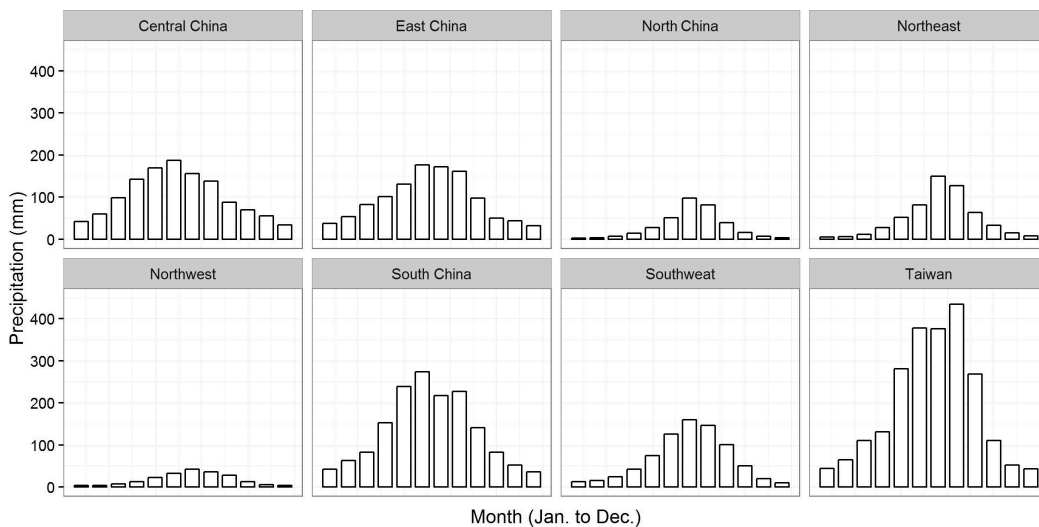 Central China East China North China Northeast
400
300
200
100
0
Precipitation (mm)
Northwest South China Southweat Taiwan
400
300
200
100
0
Month (Jan. to Dec.)